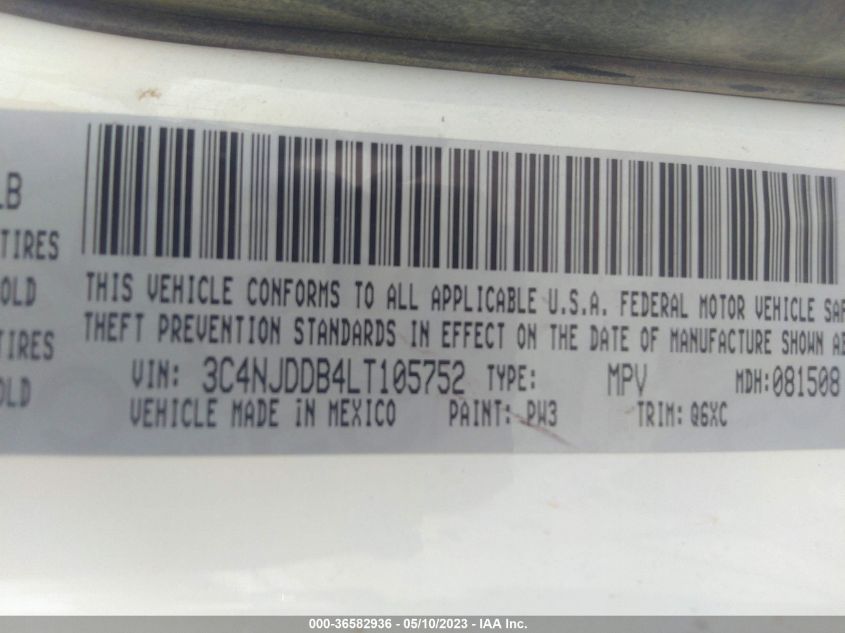 LB
TIRES
OLD
TIRES
OLD
THIS VEHICLE CONFORMS TO ALL APPLICABLE U.S.A. FEDERAL MOTOR VEHICLE SAF
THEFT PREVENTION STANDARDS IN EFFECT ON THE DATE OF MANUFACTURE SHOWN AB
VIN: 3C4NJDDB4LT105752 TYPE: MPV MDH:081508
VEHICLE MADE iN MEXICO PAINT: PW3 TRIM: Q6XC
000-36582936 - 05/10/2023 - IAA Inc.